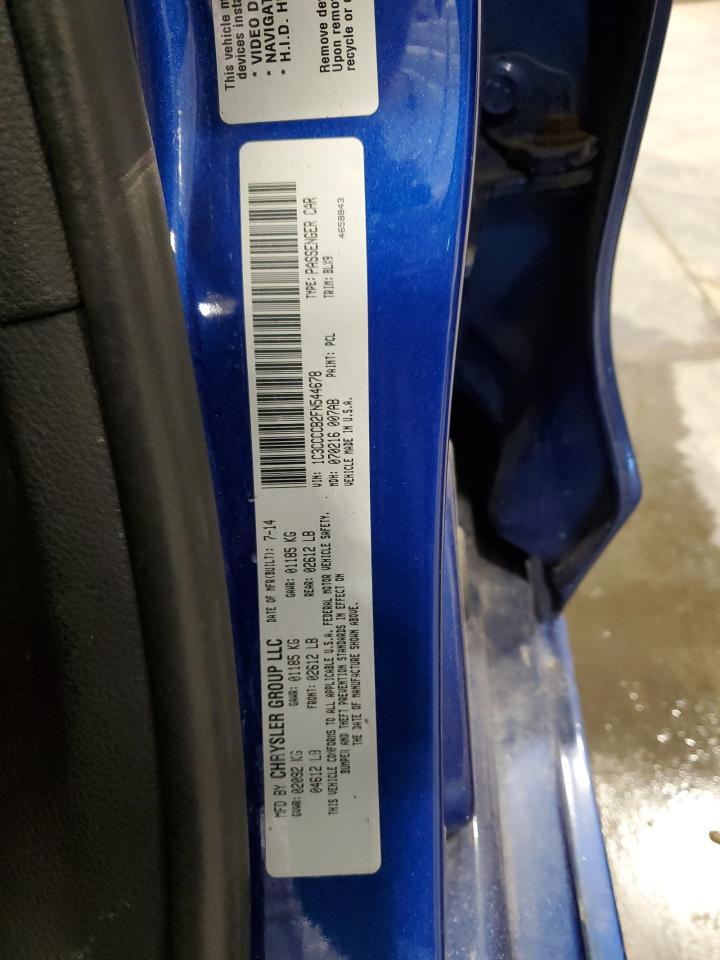 This vehicle m
devices insta
* VIDEO D
* NAVIGAT
* H.I.D. H
Remove de
Upon remov
recycle or
MFD BY CHRYSLER GROUP LLC DATE OF MFR(BUILT): 7-14
GVWR: 02092 KG GAWR: 01185 KG GAWR: 01185 KG
04612 LB FRONT: 02612 LB REAR: 02612 LB
THIS VEHICLE CONFORMS TO ALL APPLICABLE U.S.A. FEDERAL MOTOR VEHICLE SAFETY,
BUMPER AND THEFT PREVENTION STANDARDS IN EFFECT ON
THE DATE OF MANUFACTURE SHOWN ABOVE.
VIN: 1C3CCCCB2FN544678 TYPE: PASSENGER CAR
MDH: 070216 007AB PAINT: PCL TRIM: BLX9
VEHICLE MADE IN U.S.A.
4658843